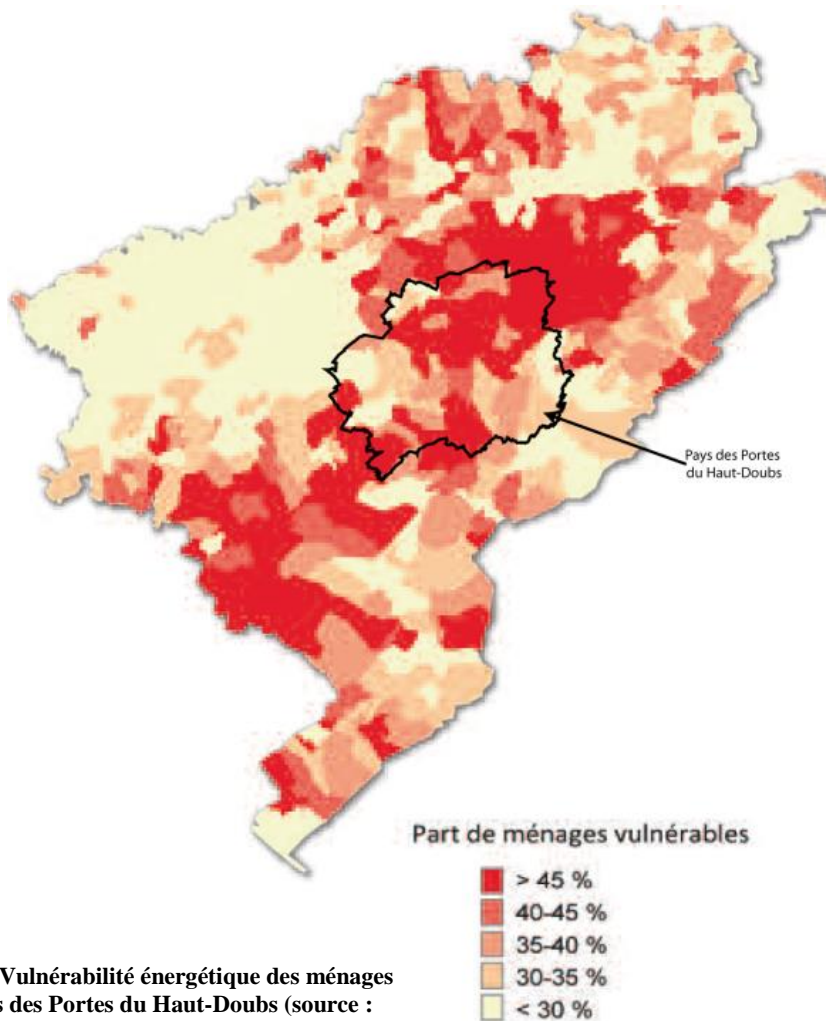 Pays des Portes
du Haut-Doubs
Part de ménages vulnérables
> 45 %
40-45 %
35-40 %
30-35 %
< 30 %
Vulnérabilité énergétique des ménages
des Portes du Haut-Doubs (source :